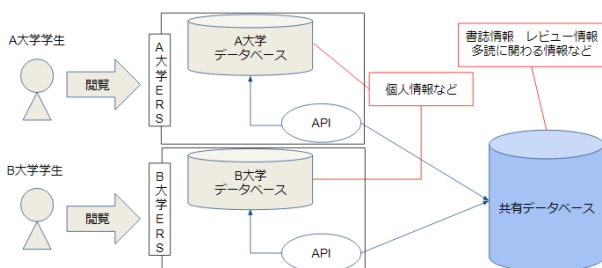 A大学学生
閲覧
A大学ERS
A大学
データベース
API
書誌情報　レビュー情報
多読に関わる情報など
個人情報など
B大学学生
閲覧
B大学ERS
B大学
データベース
API
共有データベース